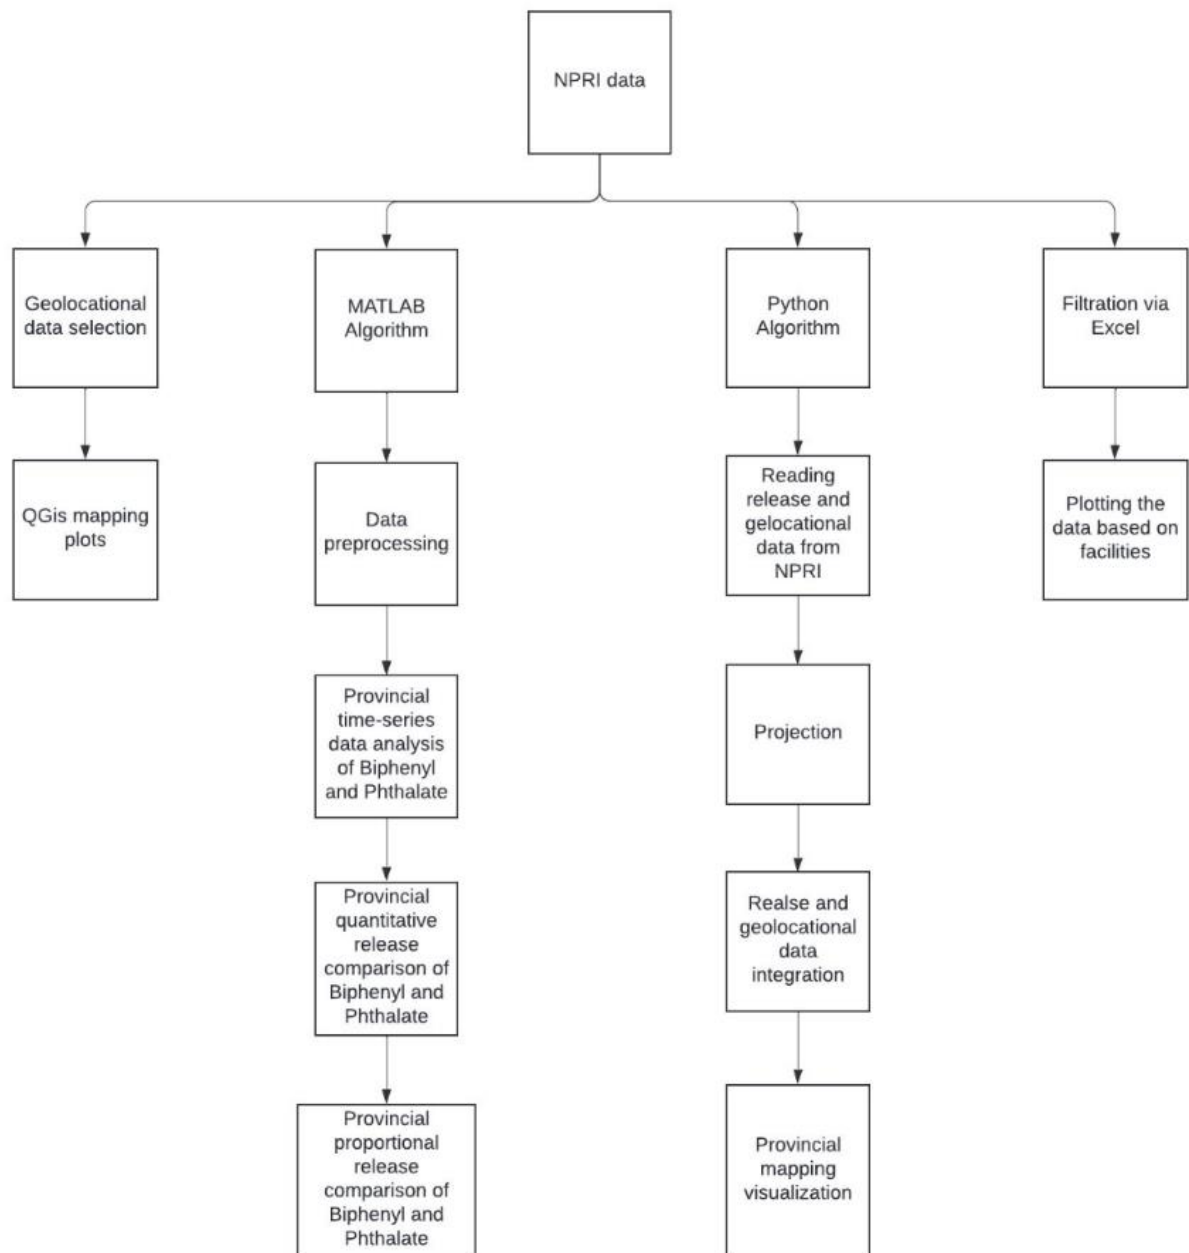 NPRI data
Geolocational
data selection
MATLAB
Algorithm
Python
Algorithm
Filtration via
Excel
QGis mapping
plots
Data
preprocessing
Reading
release and
gelocational
data from
NPRI
Plotting the
data based on
facilities
Provincial
time-series
data analysis
of Biphenyl
and Phthalate
Projection
Provincial
quantitative
release
comparison of
Biphenyl and
Phthalate
Realse and
geolocational
data
integration
Provincial
proportional
release
comparison of
Biphenyl and
Phthalate
Provincial
mapping
visualization